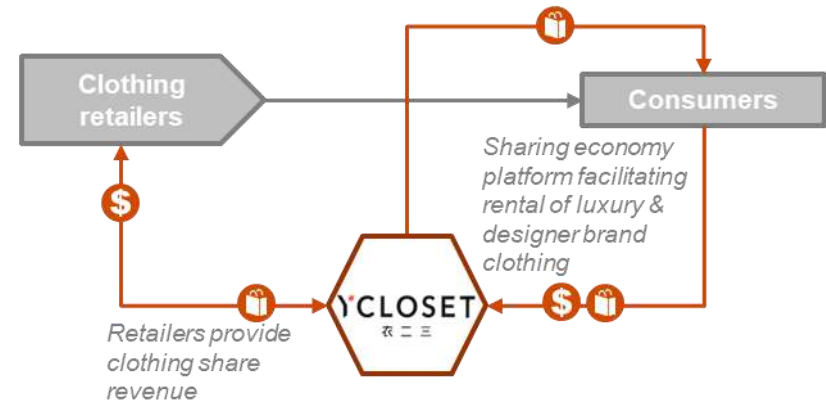 Clothing
retailers
Consumers
Sharing economy
platform facilitating
rental of luxury &
designer brand
clothing
$
YCLOSET
衣二三
$
Retailers provide
clothing share
revenue